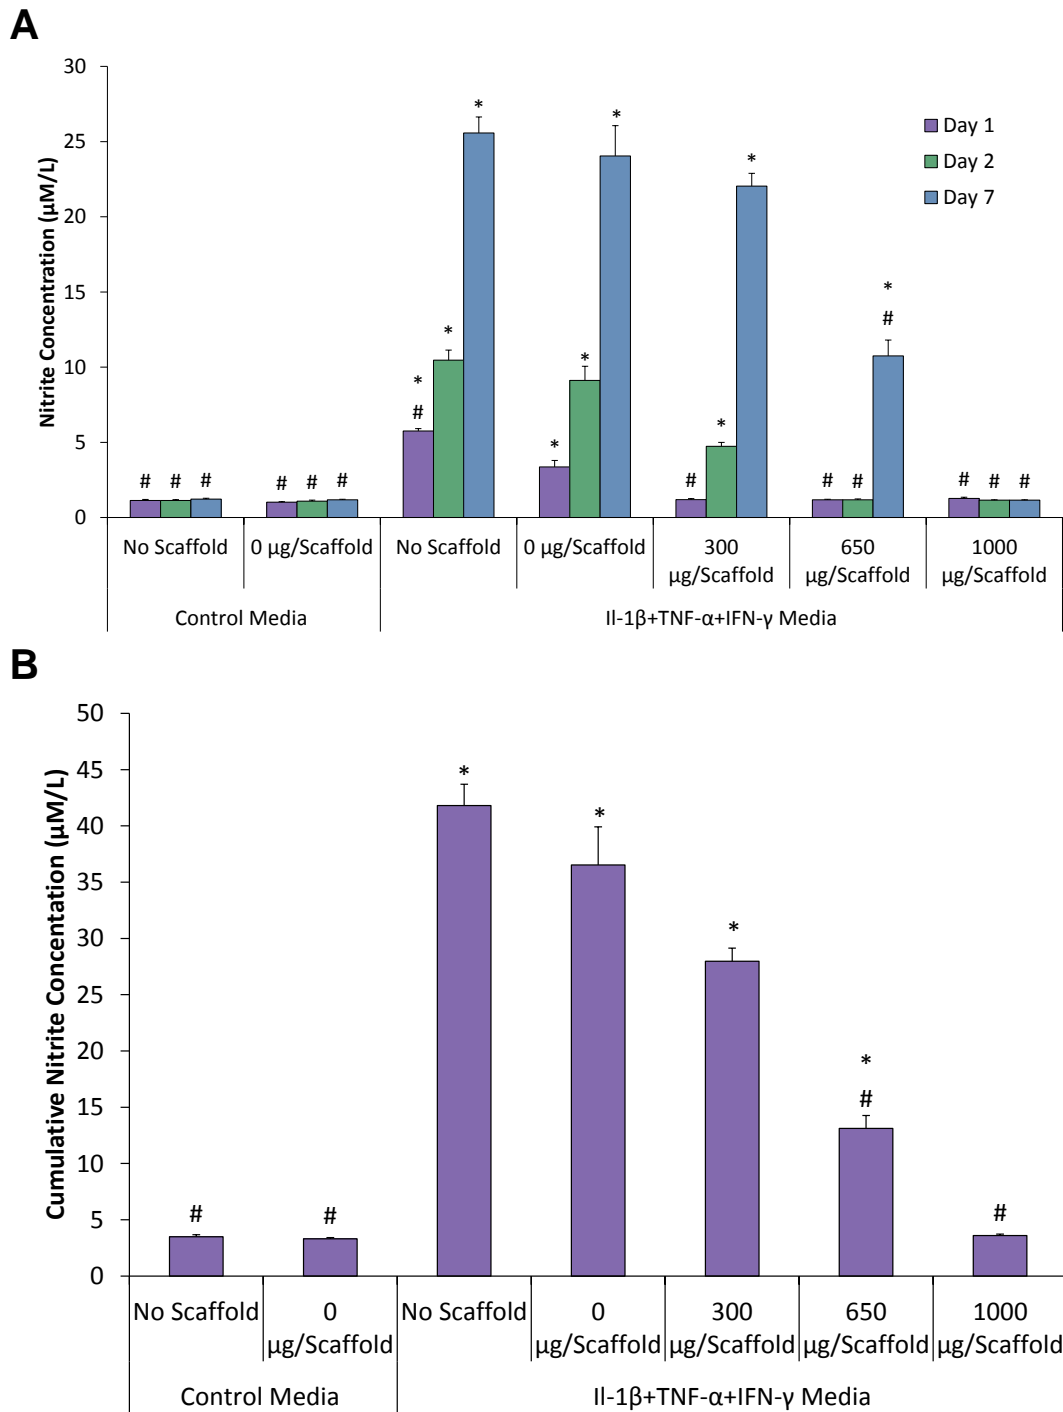 A
Nitrite Concentration (µM/L)
30
25
20
15
10
5
0
Day 1
Day 2
Day 7
# # #
# # #
* # * *
* * *
# * *
# # * #
# # #
No Scaffold
0 µg/Scaffold
No Scaffold
0 µg/Scaffold
300
µg/Scaffold
650
µg/Scaffold
1000
µg/Scaffold
Control Media
Il-1β+TNF-α+IFN-γ Media
B
Cumulative Nitrite Concentation (µM/L)
50
45
40
35
30
25
20
15
10
5
0
#
#
*
*
*
*
#
#
No Scaffold
0
µg/Scaffold
No Scaffold
0
µg/Scaffold
300
µg/Scaffold
650
µg/Scaffold
1000
µg/Scaffold
Control Media
Il-1β+TNF-α+IFN-γ Media